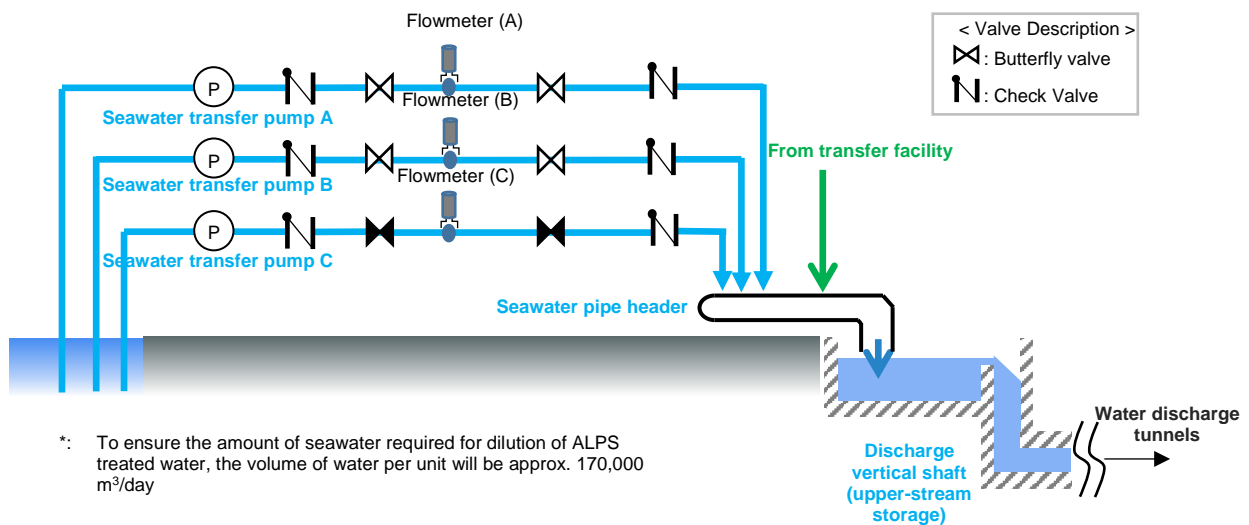 Flowmeter (A)
< Valve Description >
: Butterfly valve
: Check Valve
P
Flowmeter (B)
Seawater transfer pump A
P
From transfer facility
Flowmeter (C)
Seawater transfer pump B
P
Seawater transfer pump C
Seawater pipe header
*: To ensure the amount of seawater required for dilution of ALPS
treated water, the volume of water per unit will be approx. 170,000
m³/day
Water discharge
tunnels
Discharge
vertical shaft
(upper-stream
storage)